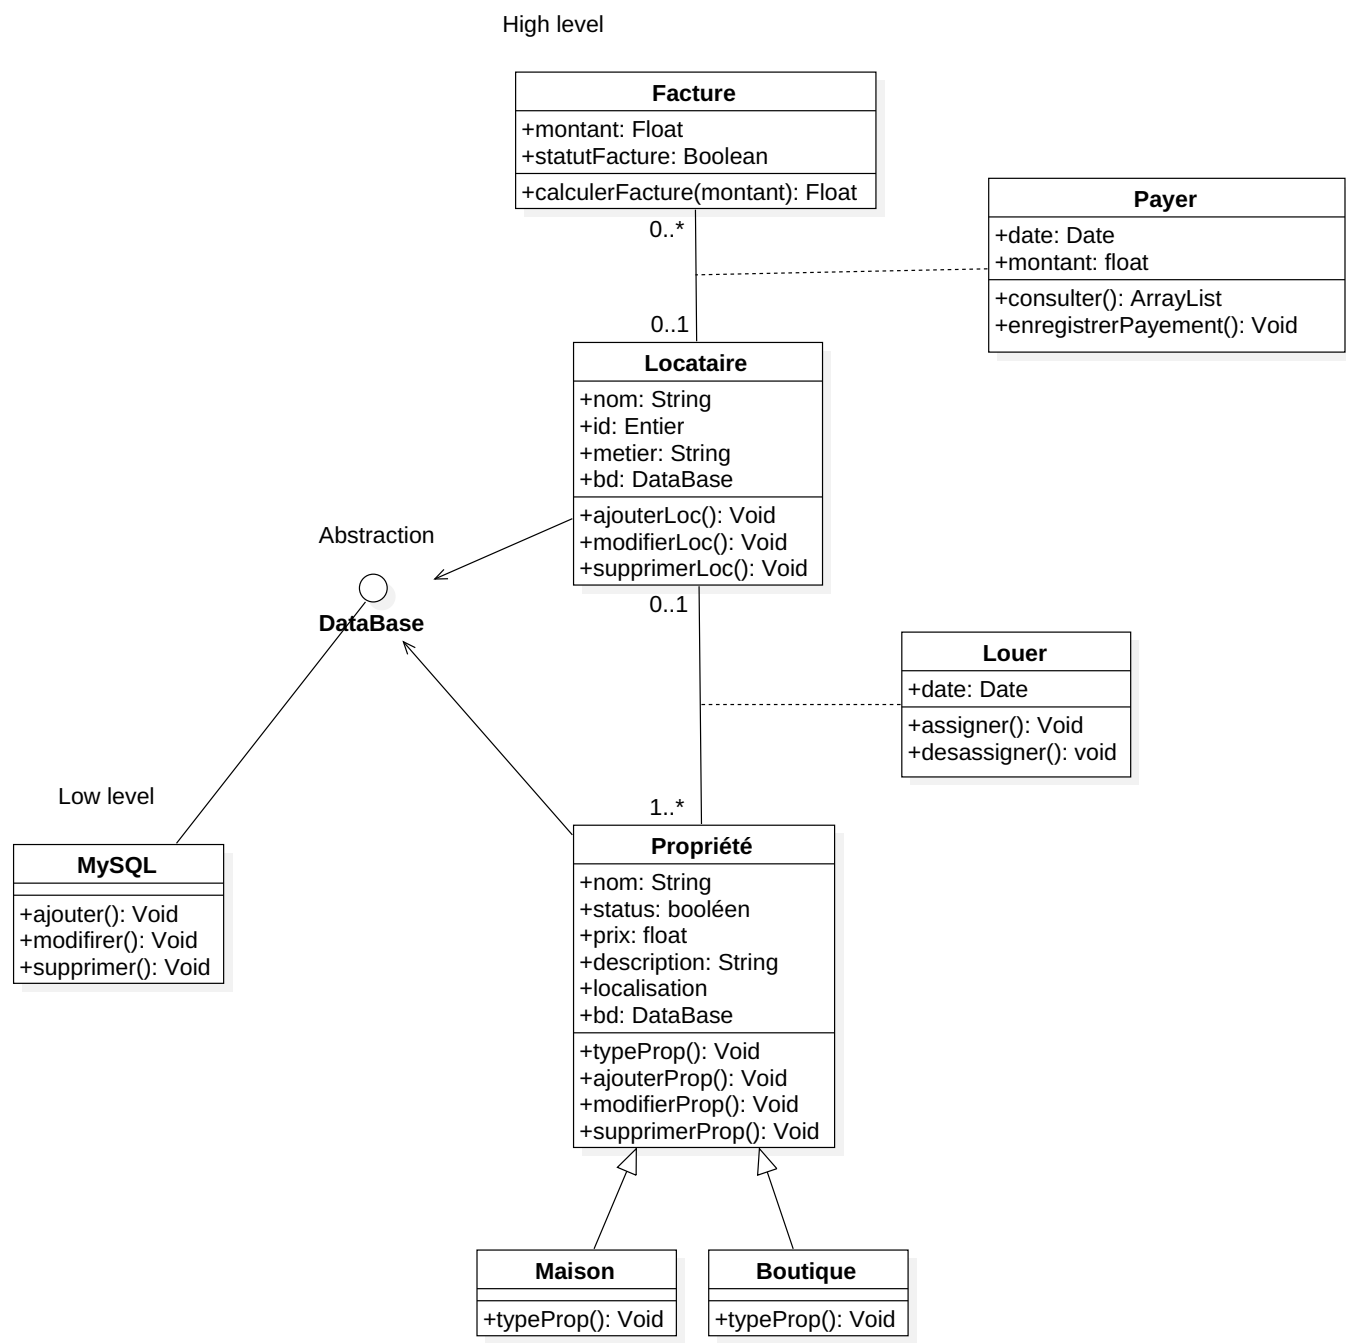 High level
Facture
+montant: Float
+statutFacture: Boolean
+calculerFacture(montant): Float
0..*
Payer
+date: Date
+montant: float
+consulter(): ArrayList
+enregistrerPayement(): Void
0..1
Locataire
+nom: String
+id: Entier
+metier: String
+bd: DataBase
+ajouterLoc(): Void
+modifierLoc(): Void
+supprimerLoc(): Void
Abstraction
DataBase
0..1
Louer
+date: Date
+assigner(): Void
+desassigner(): void
Low level
1..*
MySQL
+ajouter(): Void
+modifirer(): Void
+supprimer(): Void
Propriété
+nom: String
+status: booléen
+prix: float
+description: String
+localisation
+bd: DataBase
+typeProp(): Void
+ajouterProp(): Void
+modifierProp(): Void
+supprimerProp(): Void
Maison
+typeProp(): Void
Boutique
+typeProp(): Void